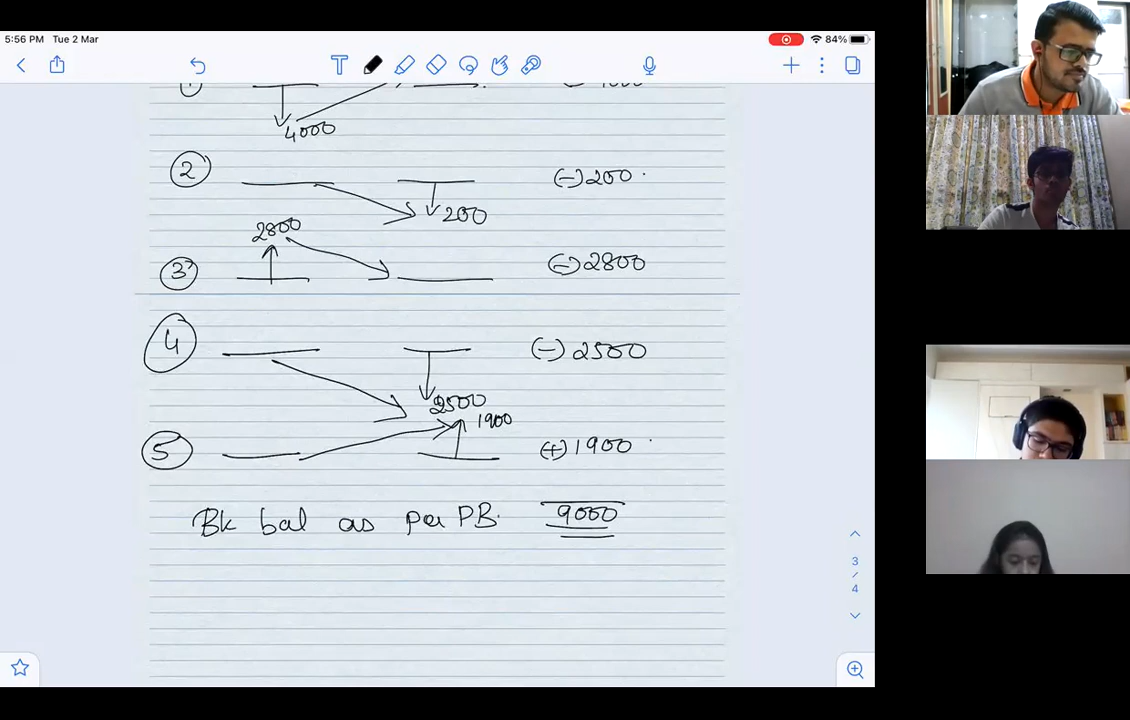 5:56 PM Tue 2 Mar 84%
T
1
4000
2 (-) 200
200
2800
3 (-) 2800
4 (-) 2500
2500
1900
5 (+) 1900
Bk bal as per PB. 9000
3
/
4